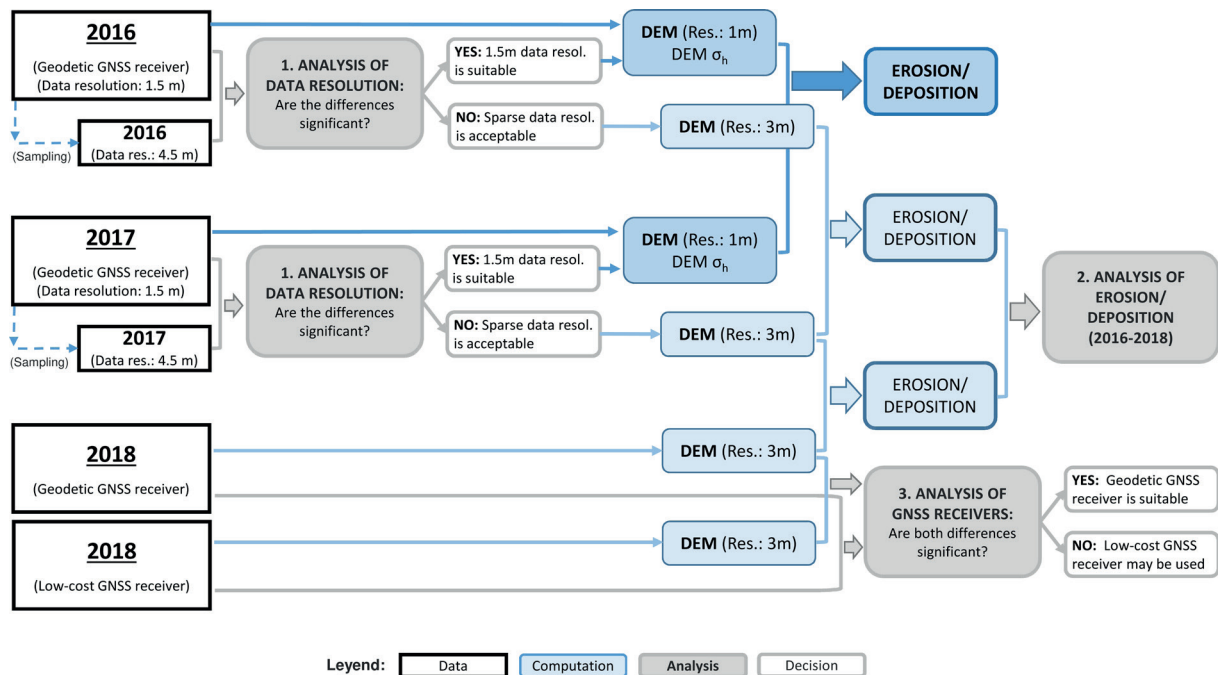 2016
(Geodetic GNSS receiver)
(Data resolution: 1.5 m)
2016
(Data res.: 4.5 m)
(Sampling)
1. ANALYSIS OF
DATA RESOLUTION:
Are the differences
significant?
YES: 1.5m data resol.
is suitable
NO: Sparse data resol.
is acceptable
DEM (Res.: 1m)
DEM σh
DEM (Res.: 3m)
EROSION/
DEPOSITION
2017
(Geodetic GNSS receiver)
(Data resolution: 1.5 m)
2017
(Data res.: 4.5 m)
(Sampling)
1. ANALYSIS OF
DATA RESOLUTION:
Are the differences
significant?
YES: 1.5m data resol.
is suitable
NO: Sparse data resol.
is acceptable
DEM (Res.: 1m)
DEM σh
DEM (Res.: 3m)
EROSION/
DEPOSITION
EROSION/
DEPOSITION
2. ANALYSIS OF
EROSION/
DEPOSITION
(2016-2018)
2018
(Geodetic GNSS receiver)
DEM (Res.: 3m)
2018
(Low-cost GNSS receiver)
DEM (Res.: 3m)
3. ANALYSIS OF
GNSS RECEIVERS:
Are both differences
significant?
YES: Geodetic GNSS
receiver is suitable
NO: Low-cost GNSS
receiver may be used
Leyend:
Data
Computation
Analysis
Decision